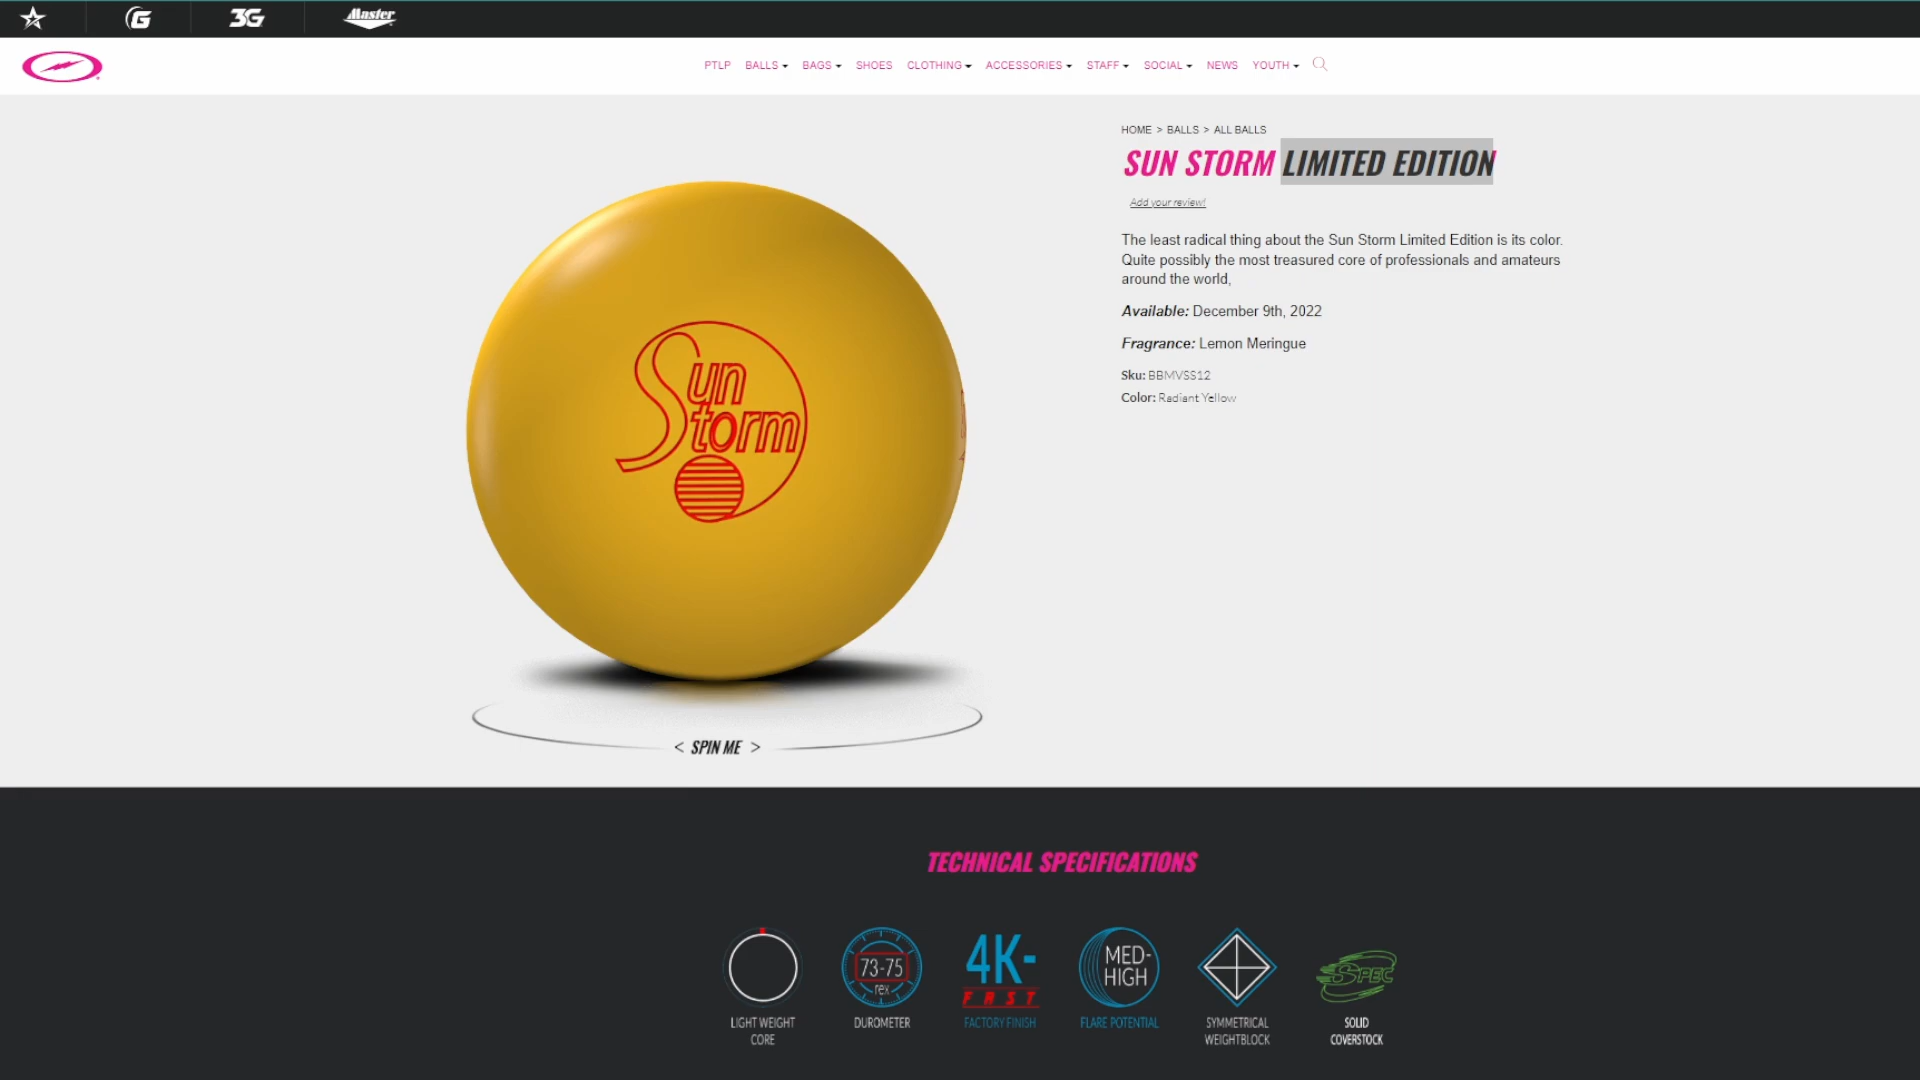 G 3G Master
PTLP BALLS BAGS SHOES CLOTHING ACCESSORIES STAFF SOCIAL NEWS YOUTH
HOME > BALLS > ALL BALLS
SUN STORM LIMITED EDITION
Add your review!
The least radical thing about the Sun Storm Limited Edition is its color.
Quite possibly the most treasured core of professionals and amateurs
around the world,
Available: December 9th, 2022
Fragrance: Lemon Meringue
Sku: BBMVSS12
Color: Radiant Yellow
Sun
Storm
< SPIN ME >
TECHNICAL SPECIFICATIONS
LIGHT WEIGHT
CORE
73-75
rex
DUROMETER
4K-
FAST
FACTORY FINISH
MED-
HIGH
FLARE POTENTIAL
SYMMETRICAL
WEIGHTBLOCK
SPEC
SOLID
COVERSTOCK